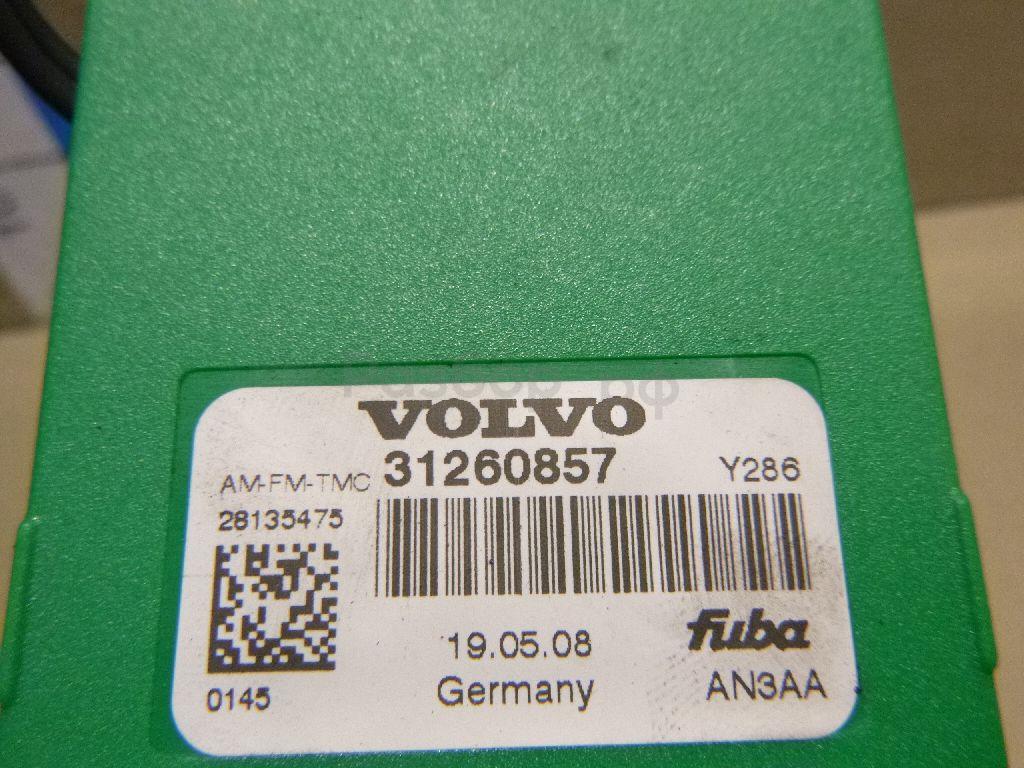 VOLVO
AM-FM-TMC 31260857 Y286
28135475
19.05.08 fuba
0145 Germany AN3AA